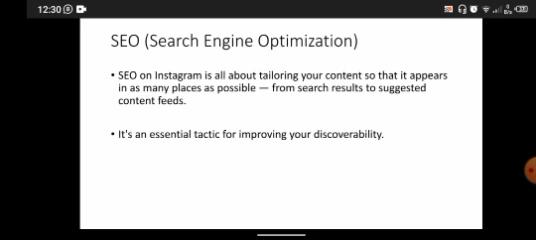 12:30
SEO (Search Engine Optimization)
• SEO on Instagram is all about tailoring your content so that it appears
in as many places as possible — from search results to suggested
content feeds.
• It's an essential tactic for improving your discoverability.